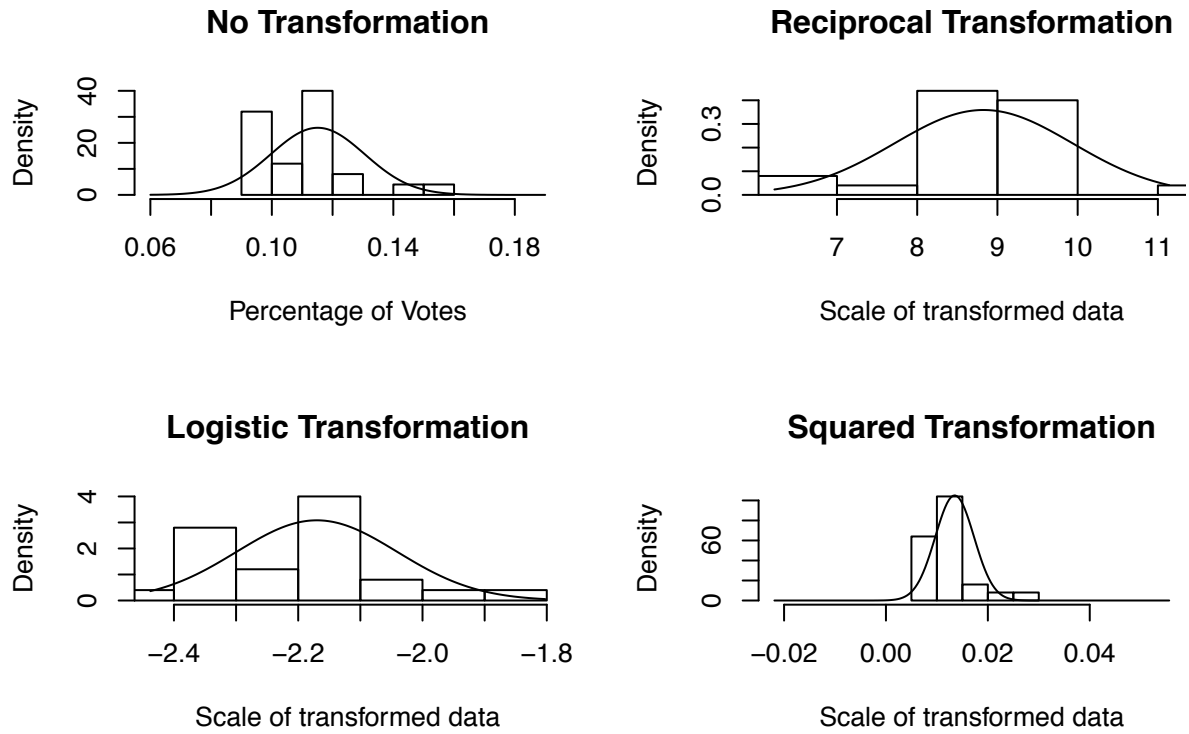 No Transformation
Density
0 20 40
0.06 0.10 0.14 0.18
Percentage of Votes
Reciprocal Transformation
Density
0.0 0.3
7 8 9 10 11
Scale of transformed data
Logistic Transformation
Density
0 2 4
−2.4 −2.2 −2.0 −1.8
Scale of transformed data
Squared Transformation
Density
0 60
−0.02 0.00 0.02 0.04
Scale of transformed data